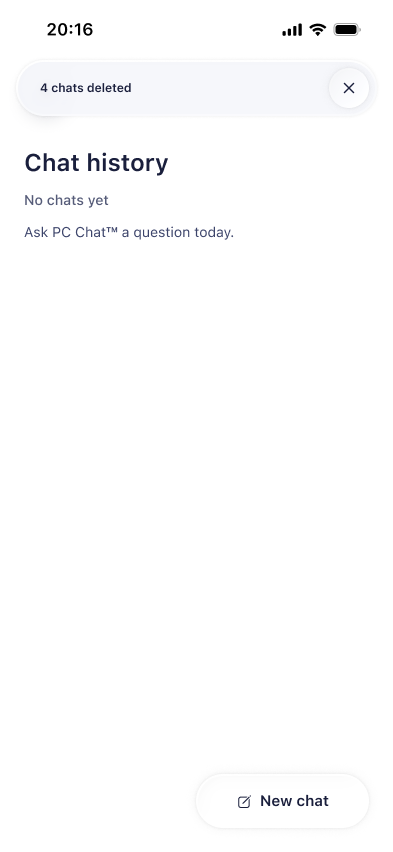 20:16
4 chats deleted
Chat history
No chats yet
Ask PC Chat™ a question today.
New chat